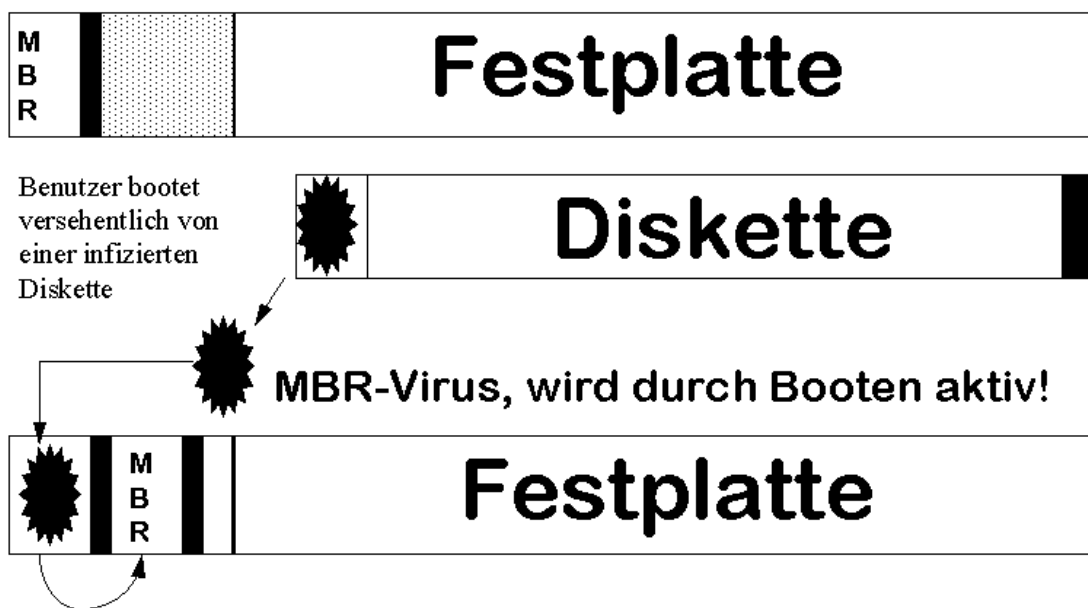 M
B
R
Festplatte
Benutzer bootet
versehentlich von
einer infizierten
Diskette
Diskette
MBR-Virus, wird durch Booten aktiv!
M
B
R
Festplatte